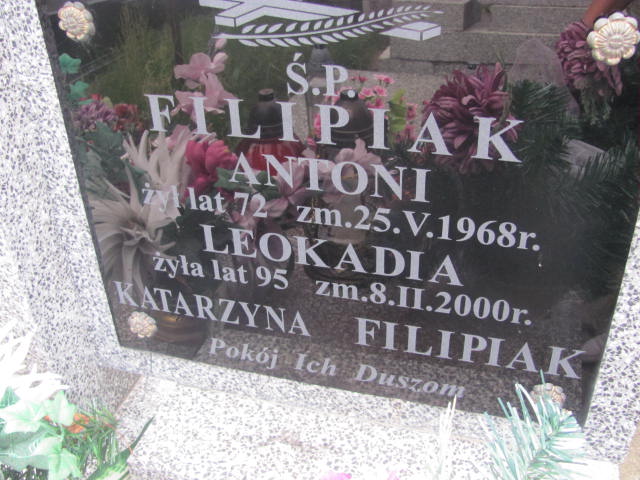 Ś.P.
FILIPIAK
ANTONI
żył lat 72 zm.25.V.1968r.
LEOKADIA
żyła lat 95 zm.8.II.2000r.
KATARZYNA FILIPIAK
Pokój Ich Duszom